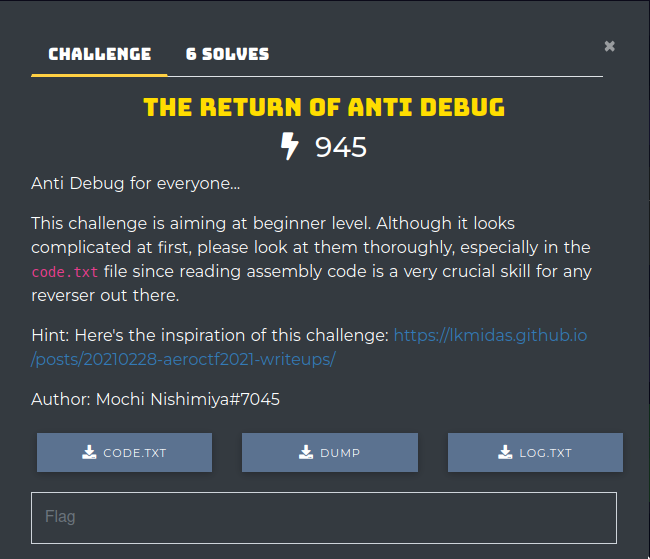 CHALLENGE 6 SOLVES ×
THE RETURN OF ANTI DEBUG
945
Anti Debug for everyone...
This challenge is aiming at beginner level. Although it looks
complicated at first, please look at them thoroughly, especially in the
code.txt file since reading assembly code is a very crucial skill for any
reverser out there.
Hint: Here's the inspiration of this challenge: https://lkmidas.github.io
/posts/20210228-aeroctf2021-writeups/
Author: Mochi Nishimiya#7045
CODE.TXT DUMP LOG.TXT
Flag